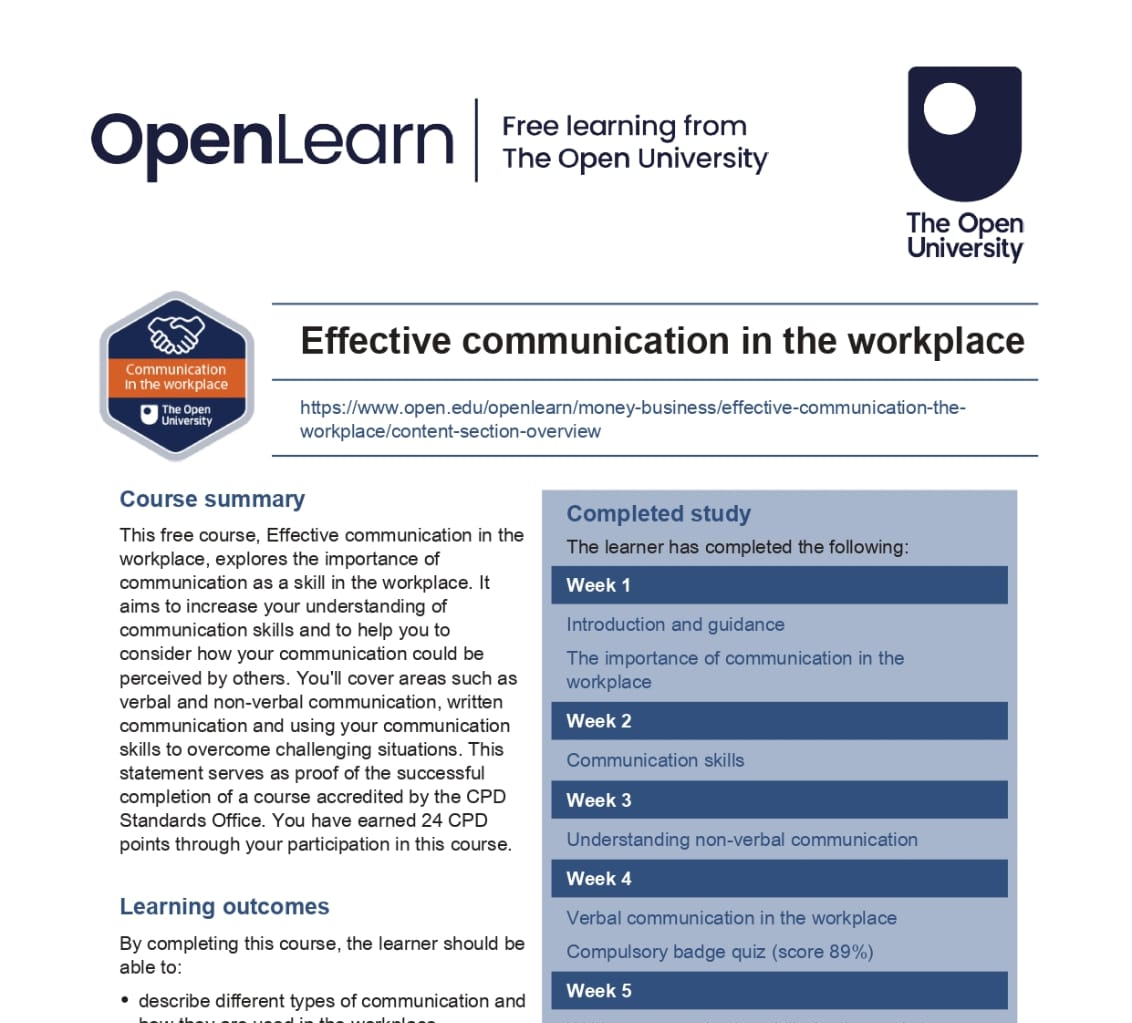 OpenLearn
Free learning from
The Open University
The Open
University
Communication
in the workplace
The Open
University
Effective communication in the workplace
https://www.open.edu/openlearn/money-business/effective-communication-the-
workplace/content-section-overview
Course summary
This free course, Effective communication in the
workplace, explores the importance of
communication as a skill in the workplace. It
aims to increase your understanding of
communication skills and to help you to
consider how your communication could be
perceived by others. You'll cover areas such as
verbal and non-verbal communication, written
communication and using your communication
skills to overcome challenging situations. This
statement serves as proof of the successful
completion of a course accredited by the CPD
Standards Office. You have earned 24 CPD
points through your participation in this course.
Learning outcomes
By completing this course, the learner should be
able to:
• describe different types of communication and
how they are used in the workplace
Completed study
The learner has completed the following:
Week 1
Introduction and guidance
The importance of communication in the
workplace
Week 2
Communication skills
Week 3
Understanding non-verbal communication
Week 4
Verbal communication in the workplace
Compulsory badge quiz (score 89%)
Week 5